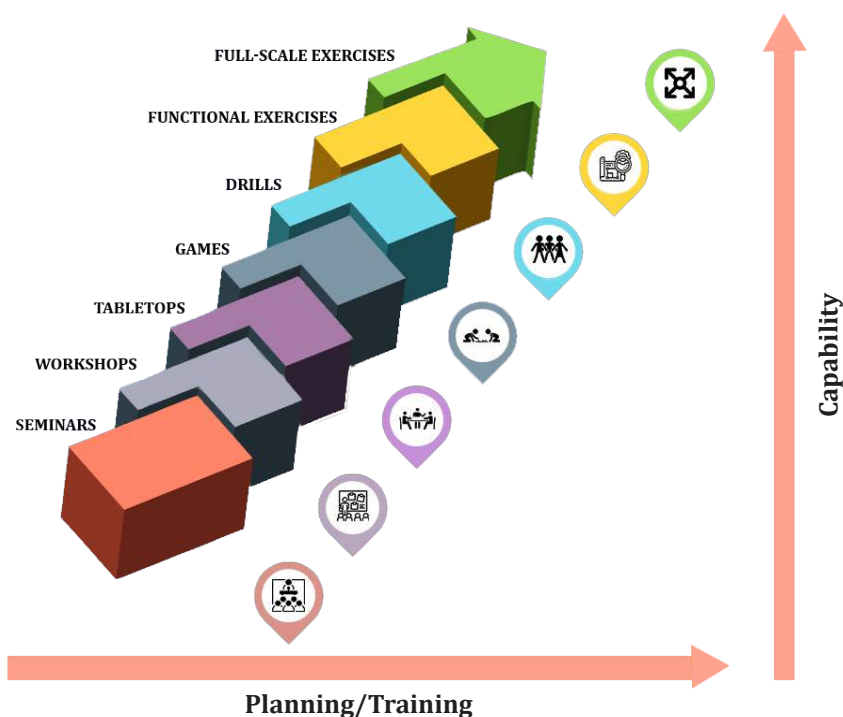 FULL-SCALE EXERCISES
FUNCTIONAL EXERCISES
DRILLS
GAMES
TABLETOPS
WORKSHOPS
SEMINARS
Capability
Planning/Training